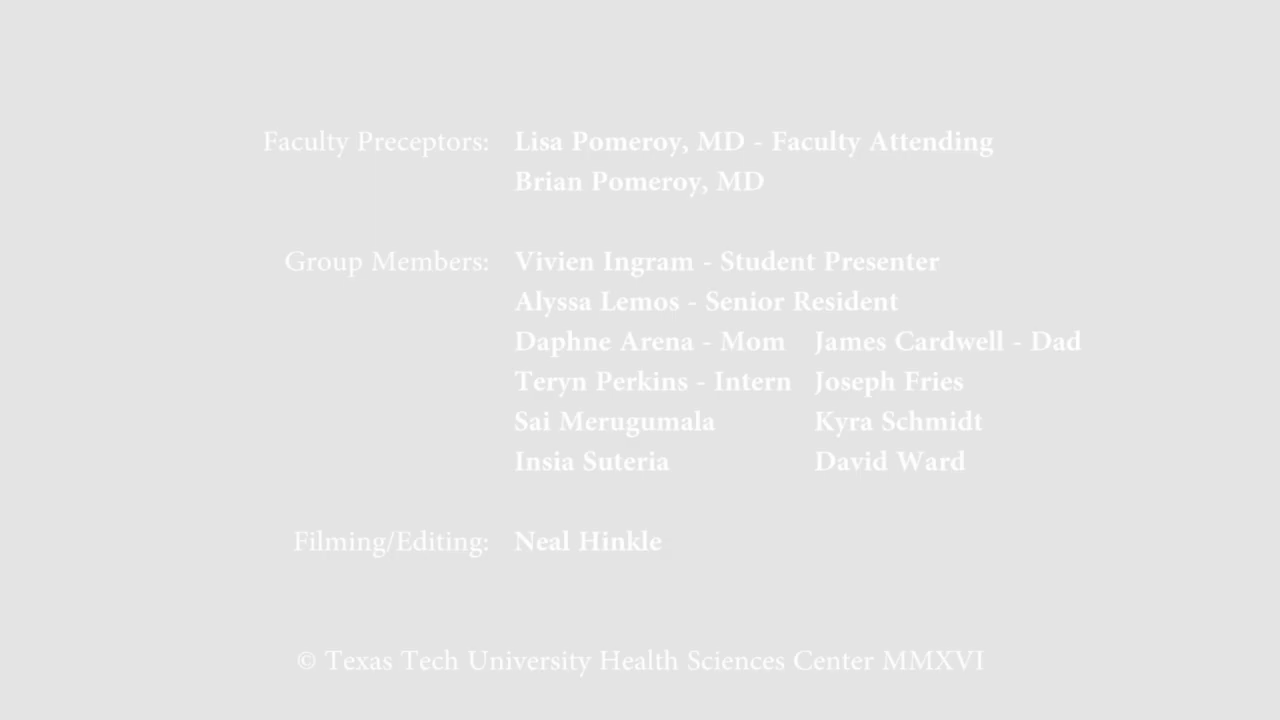 Faculty Preceptors: Lisa Pomeroy, MD - Faculty Attending
Brian Pomeroy, MD
Group Members: Vivien Ingram - Student Presenter
Alyssa Lemos - Senior Resident
Daphne Arena - Mom James Cardwell - Dad
Teryn Perkins - Intern Joseph Fries
Sai Merugumala Kyra Schmidt
Insia Suteria David Ward
Filming/Editing: Neal Hinkle
© Texas Tech University Health Sciences Center MMXVI